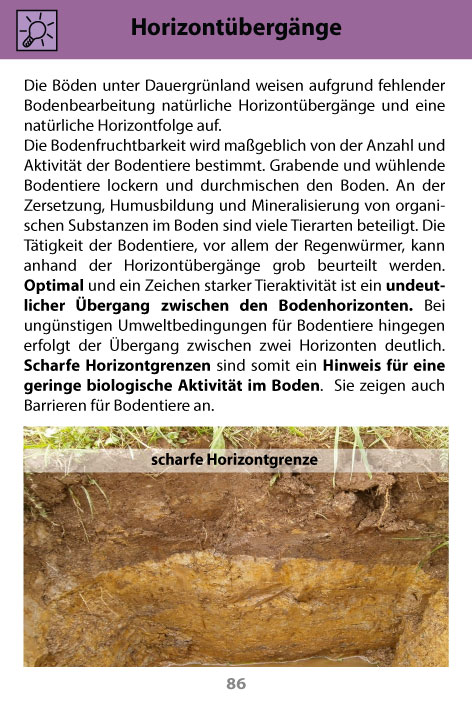 Horizontübergänge
Die Böden unter Dauergrünland weisen aufgrund fehlender
Bodenbearbeitung natürliche Horizontübergänge und eine
natürliche Horizontfolge auf.
Die Bodenfruchtbarkeit wird maßgeblich von der Anzahl und
Aktivität der Bodentiere bestimmt. Grabende und wühlende
Bodentiere lockern und durchmischen den Boden. An der
Zersetzung, Humusbildung und Mineralisierung von organi-
schen Substanzen im Boden sind viele Tierarten beteiligt. Die
Tätigkeit der Bodentiere, vor allem der Regenwürmer, kann
anhand der Horizontübergänge grob beurteilt werden.
Optimal und ein Zeichen starker Tieraktivität ist ein undeut-
licher Übergang zwischen den Bodenhorizonten. Bei
ungünstigen Umweltbedingungen für Bodentiere hingegen
erfolgt der Übergang zwischen zwei Horizonten deutlich.
Scharfe Horizontgrenzen sind somit ein Hinweis für eine
geringe biologische Aktivität im Boden. Sie zeigen auch
Barrieren für Bodentiere an.
scharfe Horizontgrenze
86